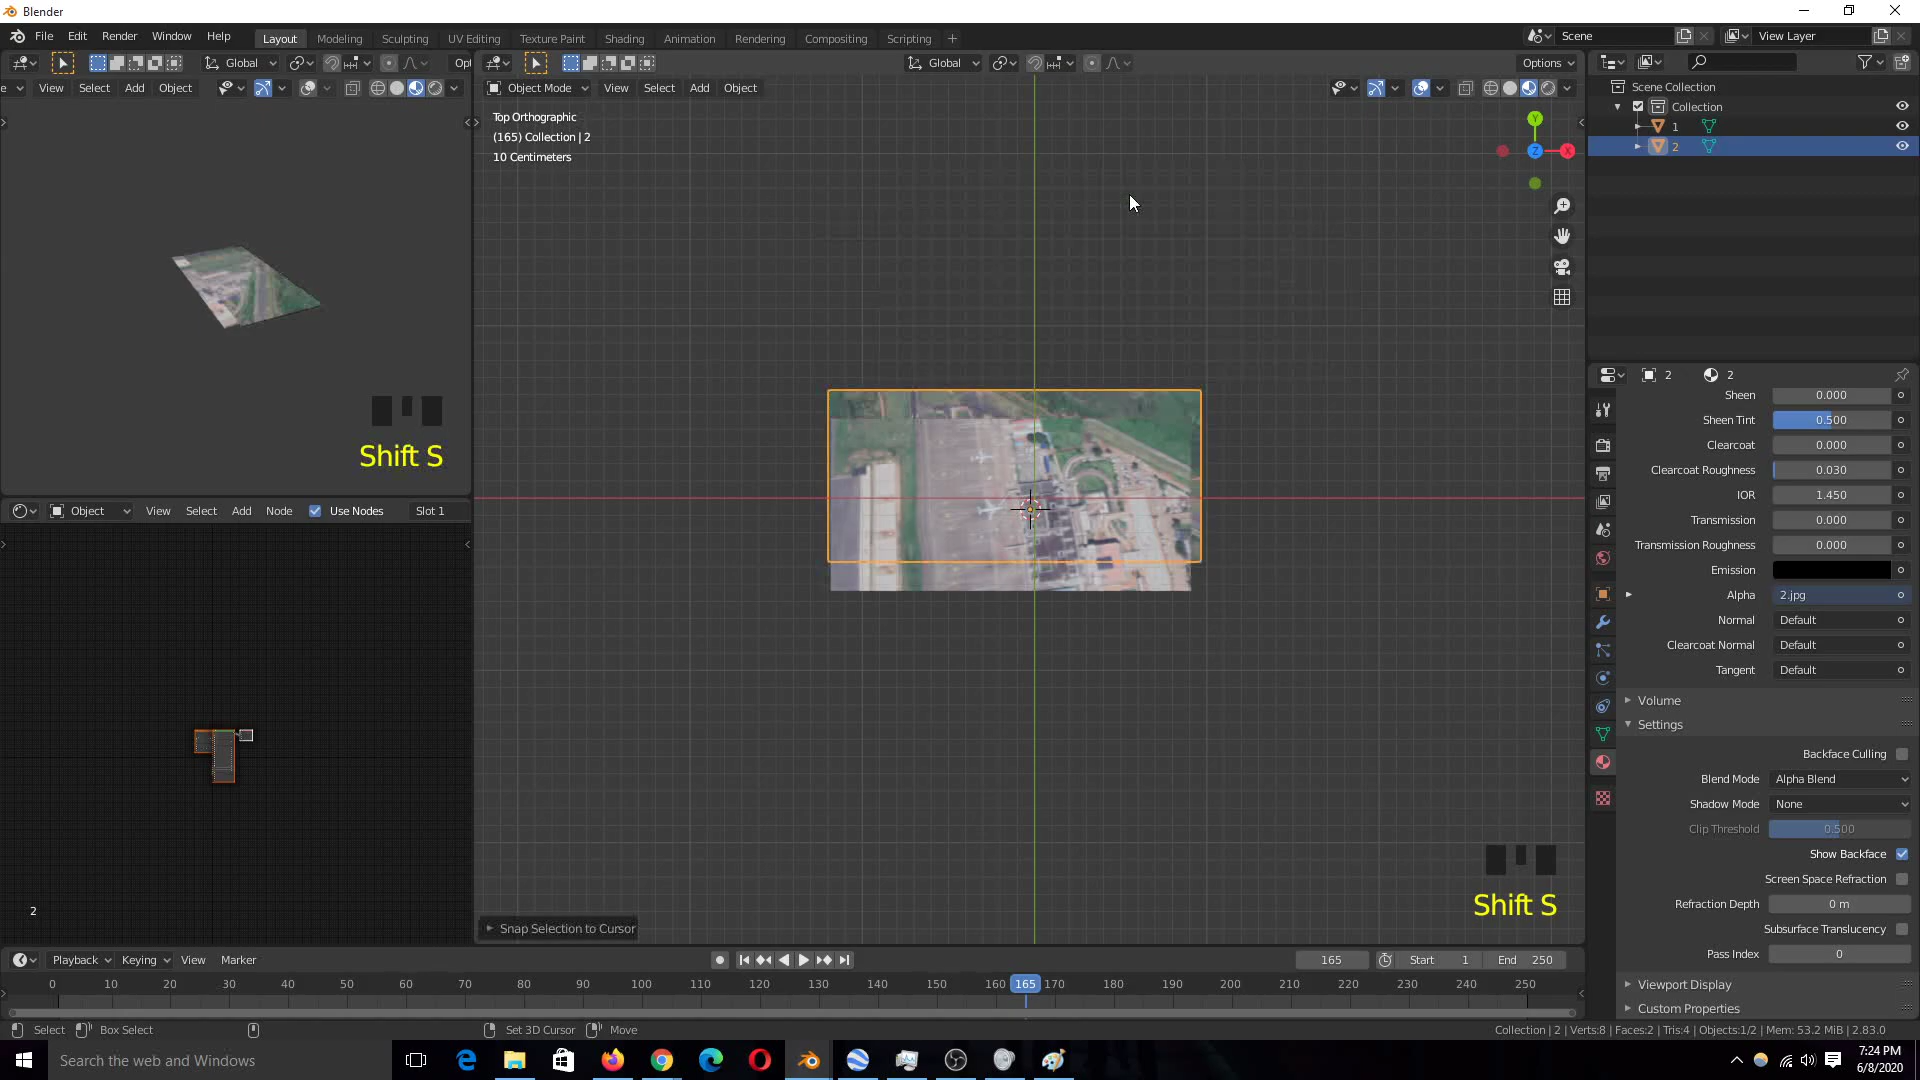 Blender
File Edit Render Window Help
Layout Modeling Sculpting UV Editing Texture Paint Shading Animation Rendering Compositing Scripting +
Scene
View Layer
Global
Opt
Global
Options
e View Select Add Object
Object Mode View Select Add Object
Top Orthographic
(165) Collection | 2
10 Centimeters
Y
Z
X
Scene Collection
Collection
1
2
Shift S
2
2
Sheen 0.000
Sheen Tint 0.500
Clearcoat 0.000
Clearcoat Roughness 0.030
IOR 1.450
Transmission 0.000
Transmission Roughness 0.000
Emission
Alpha 2.jpg
Normal Default
Clearcoat Normal Default
Tangent Default
Volume
Settings
Backface Culling
Blend Mode Alpha Blend
Shadow Mode None
Clip Threshold 0.500
Show Backface
Screen Space Refraction
Refraction Depth 0 m
Subsurface Translucency
Pass Index 0
Viewport Display
Custom Properties
Object View Select Add Node Use Nodes Slot 1
2
Shift S
Snap Selection to Cursor
Playback Keying View Marker
165 Start 1 End 250
0 10 20 30 40 50 60 70 80 90 100 110 120 130 140 150 160 165 170 180 190 200 210 220 230 240 250
Select Box Select Set 3D Cursor Move
Collection | 2 | Verts:8 | Faces:2 | Tris:4 | Objects:1/2 | Mem: 53.2 MiB | 2.83.0
Search the web and Windows
7:24 PM
6/8/2020